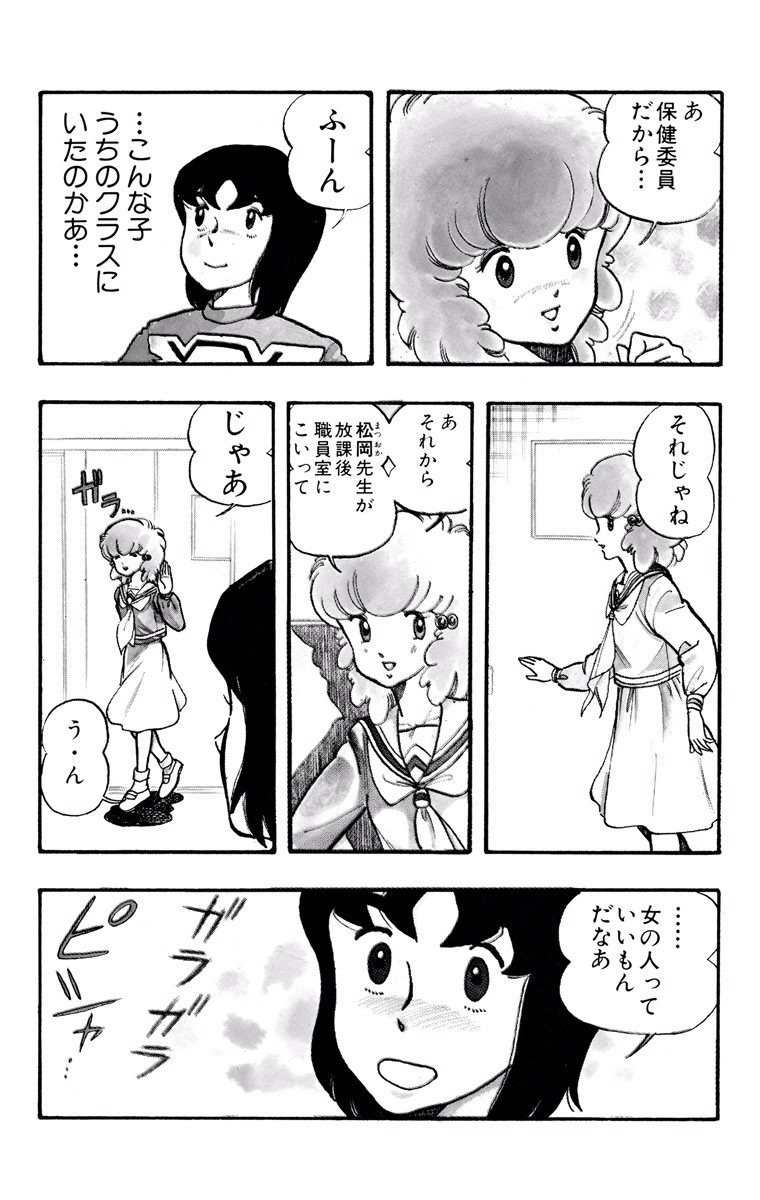 あ
保健委員
だから…
ふーん
…こんな子
うちのクラスに
いたのかあ…
それじゃね
あ
それから
松岡先生が
まつおか
放課後
職員室に
こいって
じゃあ
ガラ…
う・ん
……
女の人って
いいもん
だなあ
ガラガラ
ピシャ…